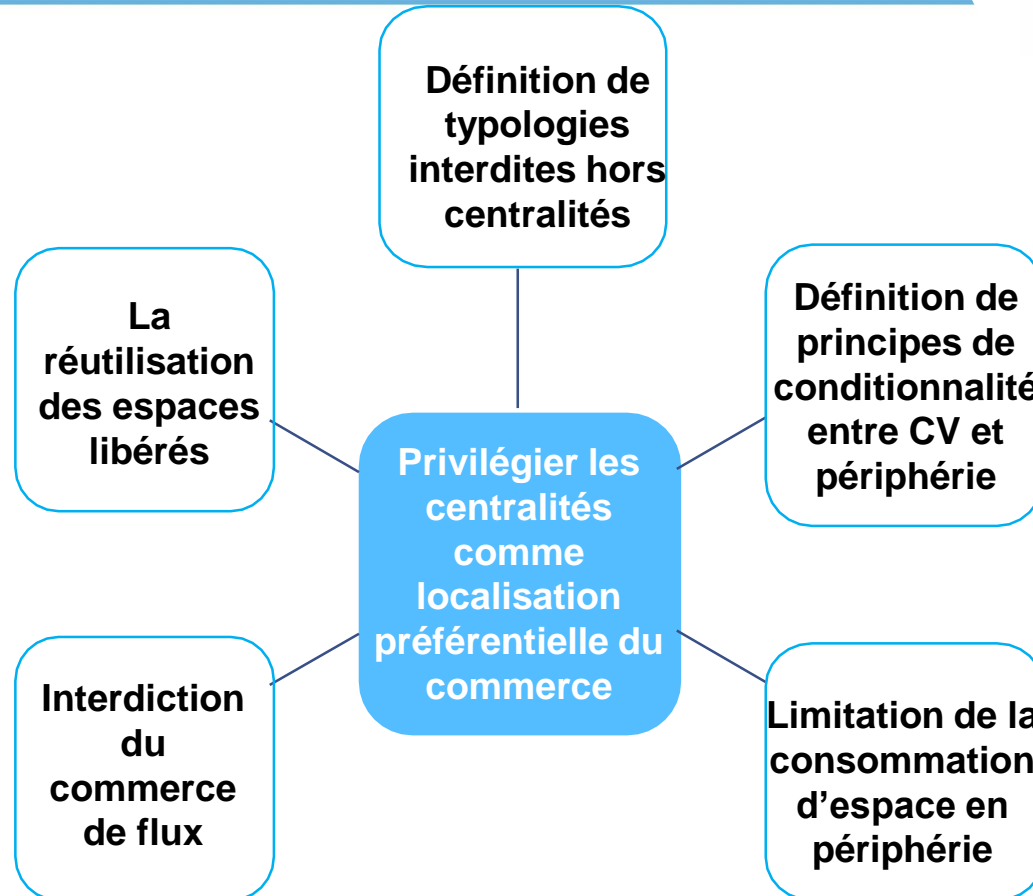 Définition de
typologies
interdites hors
centralités
La
réutilisation
des espaces
libérés
Définition de
principes de
conditionnalité
entre CV et
périphérie
Privilégier les
centralités
comme
localisation
préférentielle du
commerce
Interdiction
du
commerce
de flux
Limitation de la
consommation
d’espace en
périphérie